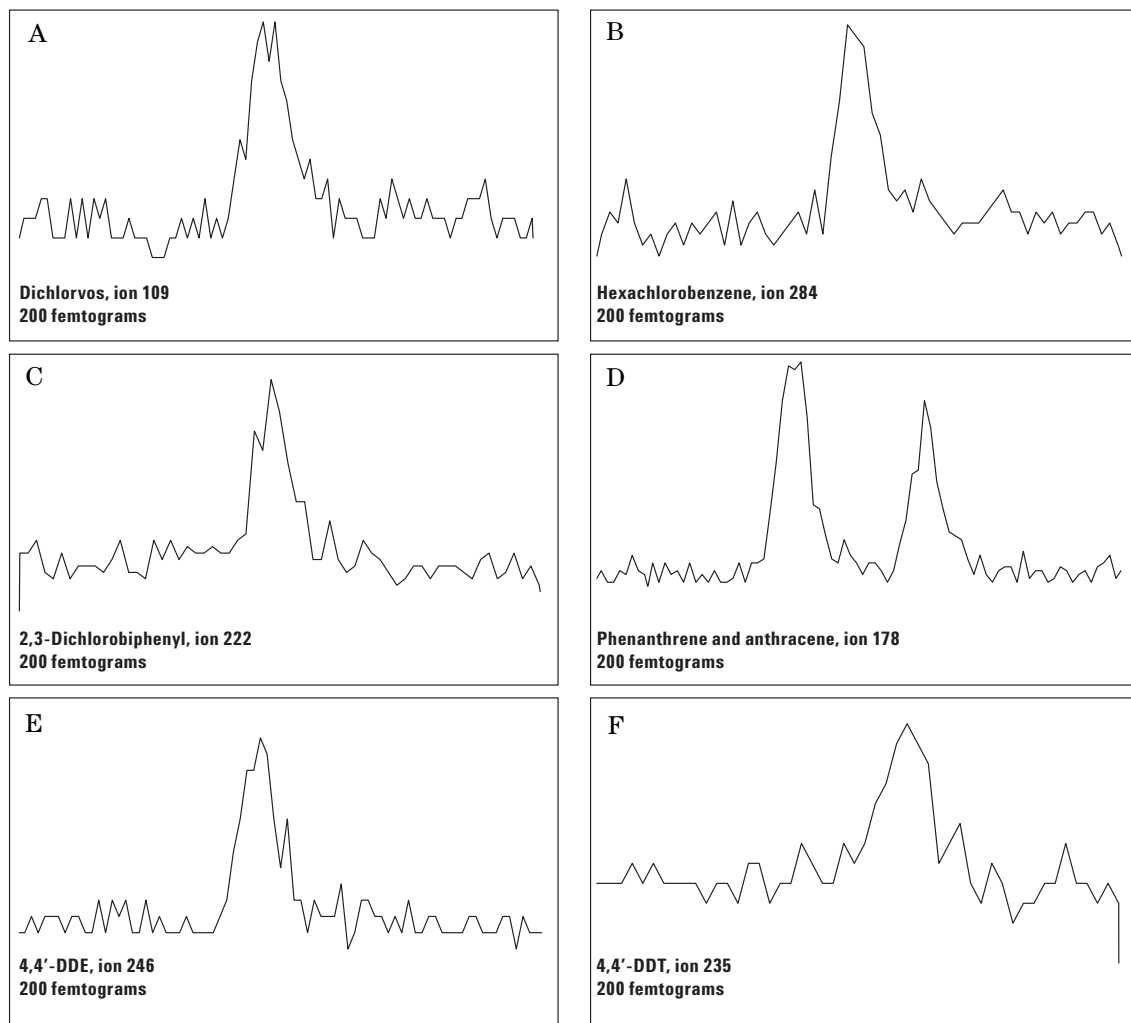 A
Dichlorvos, ion 109
200 femtograms
B
Hexachlorobenzene, ion 284
200 femtograms
C
2,3-Dichlorobiphenyl, ion 222
200 femtograms
D
Phenanthrene and anthracene, ion 178
200 femtograms
E
4,4′-DDE, ion 246
200 femtograms
F
4,4′-DDT, ion 235
200 femtograms